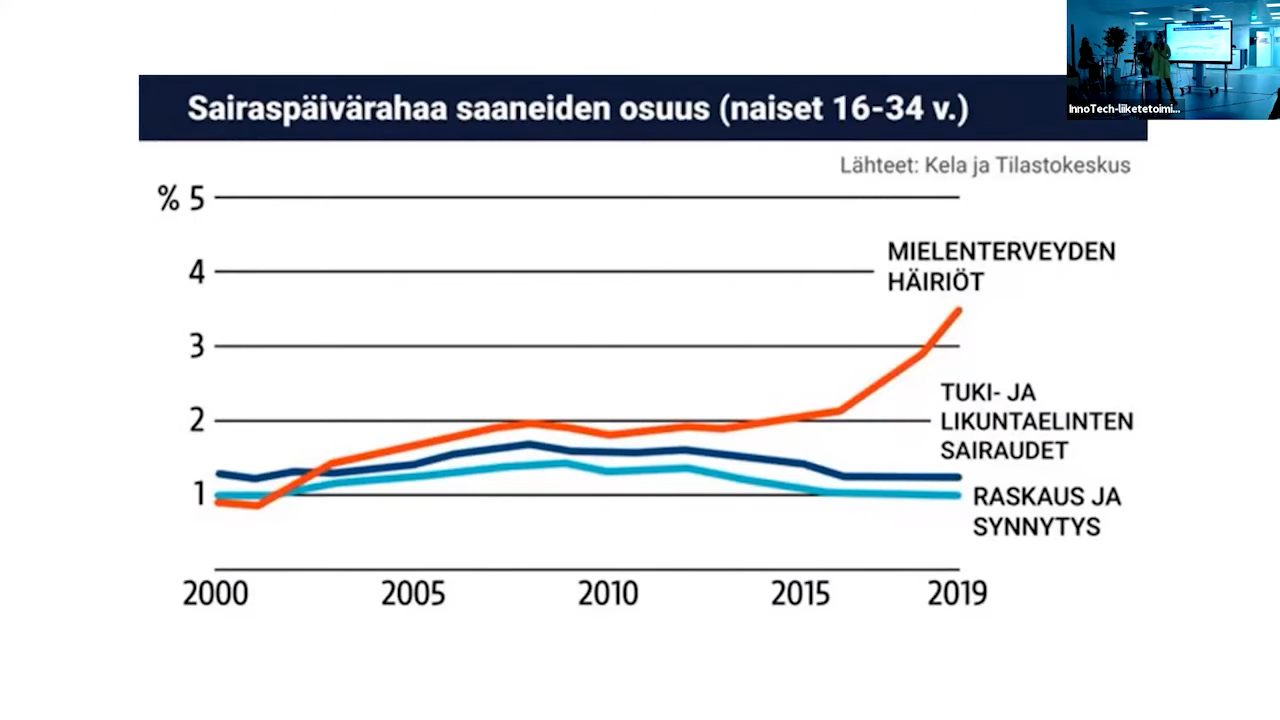 Sairaspäivärahaa saaneiden osuus (naiset 16-34 v.)
InnoTech-liiketoimi...
Lähteet: Kela ja Tilastokeskus
% 5
4
3
2
1
MIELENTERVEYDEN
HÄIRIÖT
TUKI- JA
LIKUNTAELINTEN
SAIRAUDET
RASKAUS JA
SYNNYTYS
2000
2005
2010
2015
2019